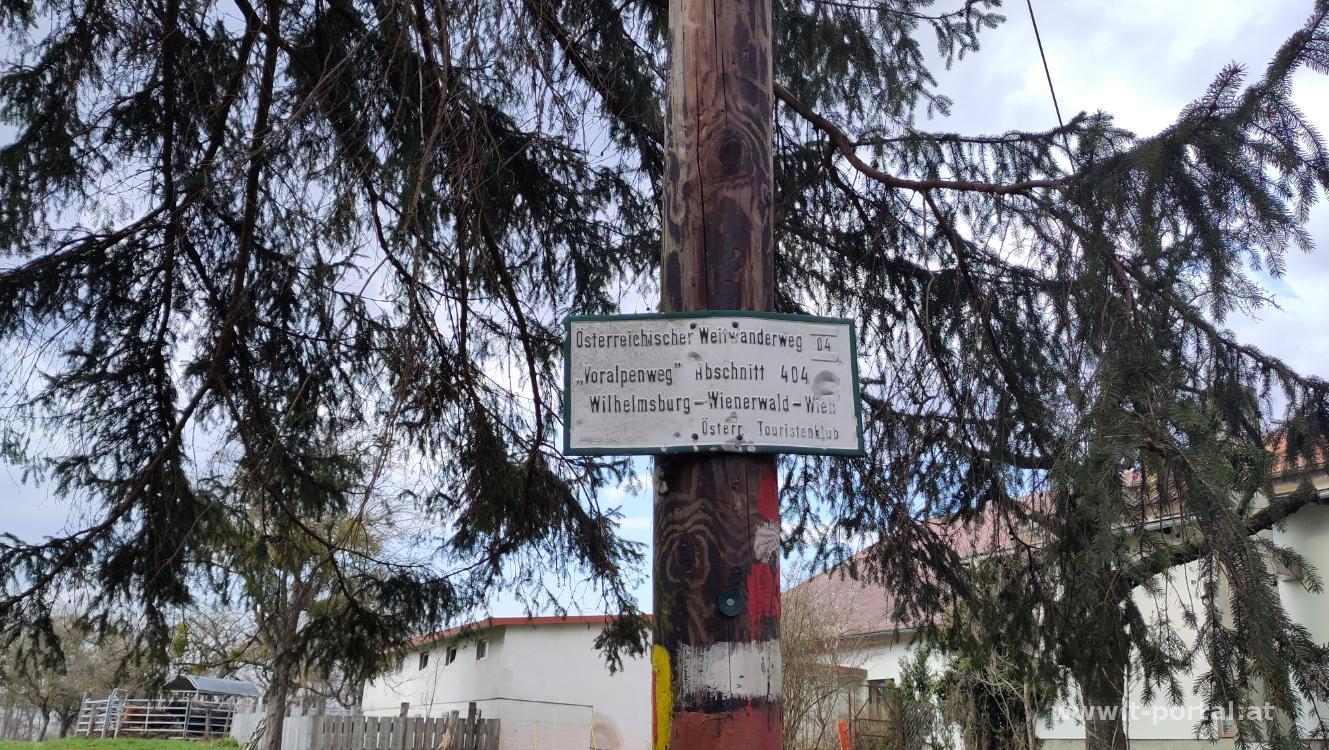 Österreichischer Weitwanderweg 04
„Voralpenweg" Abschnitt 404
Wilhelmsburg–Wienerwald–Wien
Österr. Touristenklub
www.it-portal.at